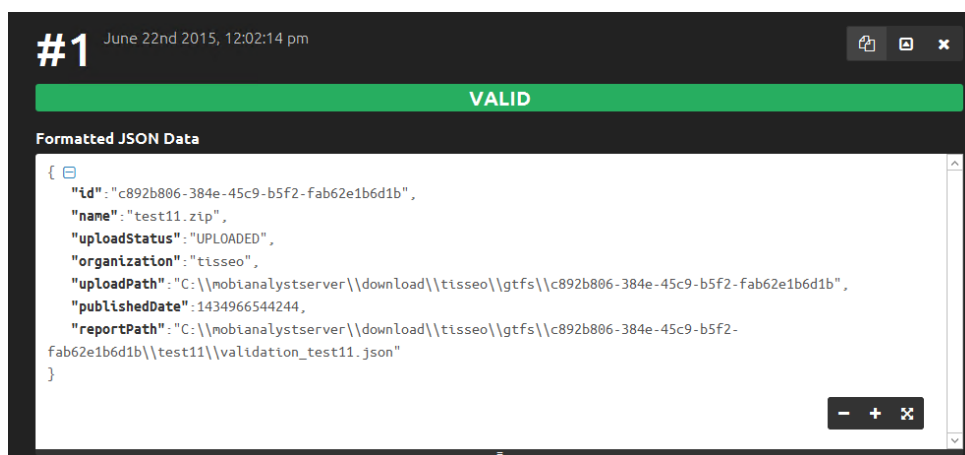 #1 June 22nd 2015, 12:02:14 pm
VALID
Formatted JSON Data
{
"id":"c892b806-384e-45c9-b5f2-fab62e1b6d1b",
"name":"test11.zip",
"uploadStatus":"UPLOADED",
"organization":"tisseo",
"uploadPath":"C:\\mobianalystserver\\download\\tisseo\\gtfs\\c892b806-384e-45c9-b5f2-fab62e1b6d1b",
"publishedDate":1434966544244,
"reportPath":"C:\\mobianalystserver\\download\\tisseo\\gtfs\\c892b806-384e-45c9-b5f2-
fab62e1b6d1b\\test11\\validation_test11.json"
}